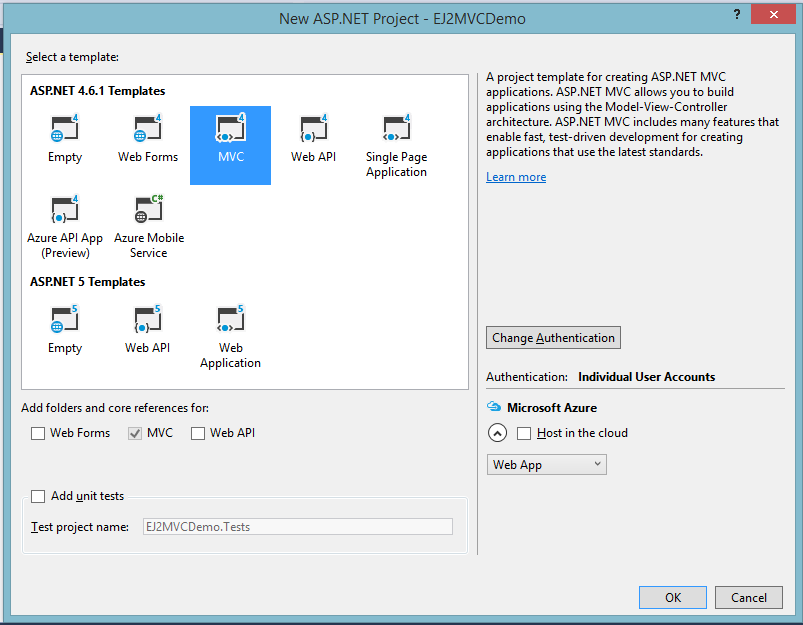 New ASP.NET Project - EJ2MVCDemo
?
Select a template:
ASP.NET 4.6.1 Templates
4
4
4
4
4
Empty
Web Forms
MVC
Web API
Single Page
Application
4
C#
Azure API App
(Preview)
Azure Mobile
Service
ASP.NET 5 Templates
5
5
5
Empty
Web API
Web
Application
A project template for creating ASP.NET MVC
applications. ASP.NET MVC allows you to build
applications using the Model-View-Controller
architecture. ASP.NET MVC includes many features that
enable fast, test-driven development for creating
applications that use the latest standards.
Learn more
Change Authentication
Authentication: Individual User Accounts
Microsoft Azure
Host in the cloud
Web App
Add folders and core references for:
Web Forms
MVC
Web API
Add unit tests
Test project name:
EJ2MVCDemo.Tests
OK
Cancel